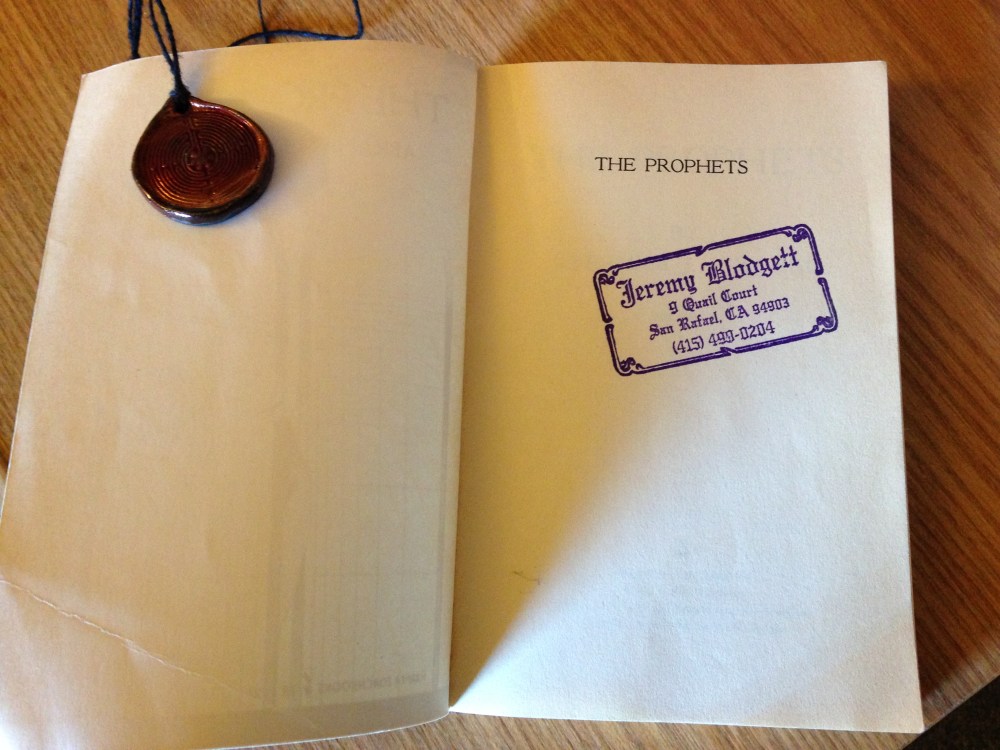 THE PROPHETS
Jeremy Blodgett
9 Quail Court
San Rafael, CA 94903
(415) 499-0204